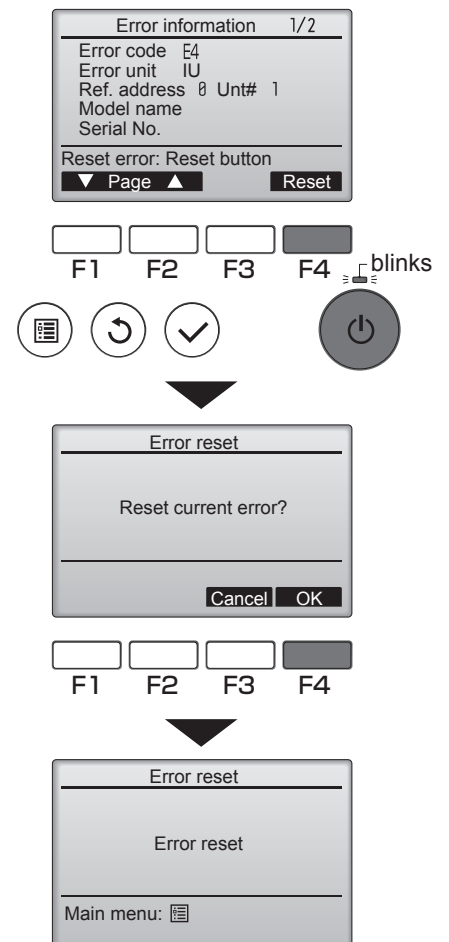 Error information 1/2
Error code E4
Error unit IU
Ref. address 0 Unt# 1
Model name
Serial No.
Reset error: Reset button
▼ Page ▲ Reset
F1 F2 F3 F4
blinks
Error reset
Reset current error?
Cancel OK
F1 F2 F3 F4
Error reset
Error reset
Main menu: